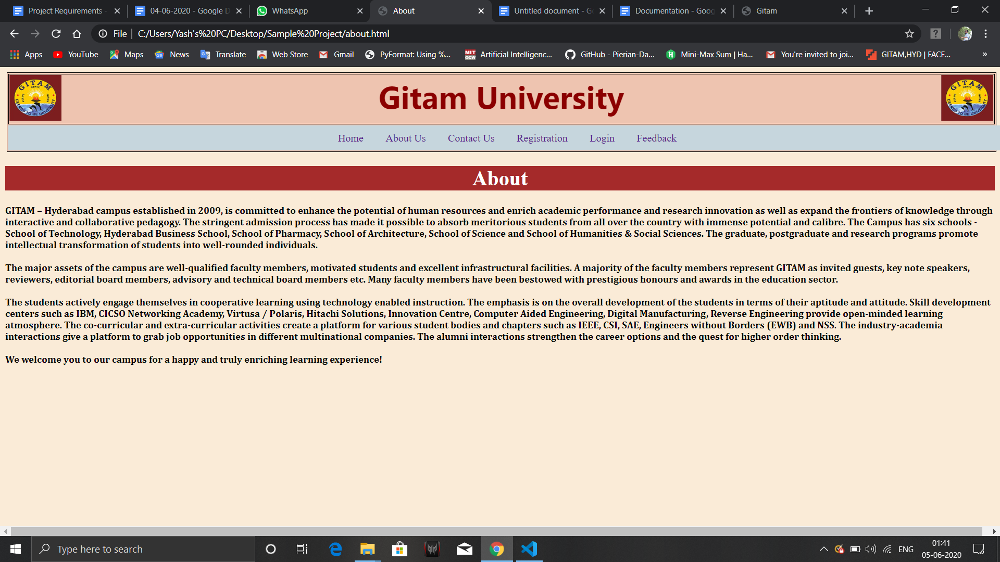 Project Requirements -
04-06-2020 - Google D
WhatsApp
About
Untitled document - Go
Documentation - Goog
Gitam
File
C:/Users/Yash's%20PC/Desktop/Sample%20Project/about.html
Apps
YouTube
Maps
News
Translate
Web Store
Gmail
PyFormat: Using %...
Artificial Intelligenc...
GitHub - Pierian-Da...
Mini-Max Sum | Ha...
You're invited to joi...
GITAM,HYD | FACE...
»
GITAM
DEEMED TO BE UNIVERSITY
Gitam University
GITAM
DEEMED TO BE UNIVERSITY
Home
About Us
Contact Us
Registration
Login
Feedback
About
GITAM – Hyderabad campus established in 2009, is committed to enhance the potential of human resources and enrich academic performance and research innovation as well as expand the frontiers of knowledge through
interactive and collaborative pedagogy. The stringent admission process has made it possible to absorb meritorious students from all over the country with immense potential and calibre. The Campus has six schools -
School of Technology, Hyderabad Business School, School of Pharmacy, School of Architecture, School of Science and School of Humanities & Social Sciences. The graduate, postgraduate and research programs promote
intellectual transformation of students into well-rounded individuals.
The major assets of the campus are well-qualified faculty members, motivated students and excellent infrastructural facilities. A majority of the faculty members represent GITAM as invited guests, key note speakers,
reviewers, editorial board members, advisory and technical board members etc. Many faculty members have been bestowed with prestigious honours and awards in the education sector.
The students actively engage themselves in cooperative learning using technology enabled instruction. The emphasis is on the overall development of the students in terms of their aptitude and attitude. Skill development
centers such as IBM, CICSO Networking Academy, Virtusa / Polaris, Hitachi Solutions, Innovation Centre, Computer Aided Engineering, Digital Manufacturing, Reverse Engineering provide open-minded learning
atmosphere. The co-curricular and extra-curricular activities create a platform for various student bodies and chapters such as IEEE, CSI, SAE, Engineers without Borders (EWB) and NSS. The industry-academia
interactions give a platform to grab job opportunities in different multinational companies. The alumni interactions strengthen the career options and the quest for higher order thinking.
We welcome you to our campus for a happy and truly enriching learning experience!
Type here to search
ENG
01:41
05-06-2020